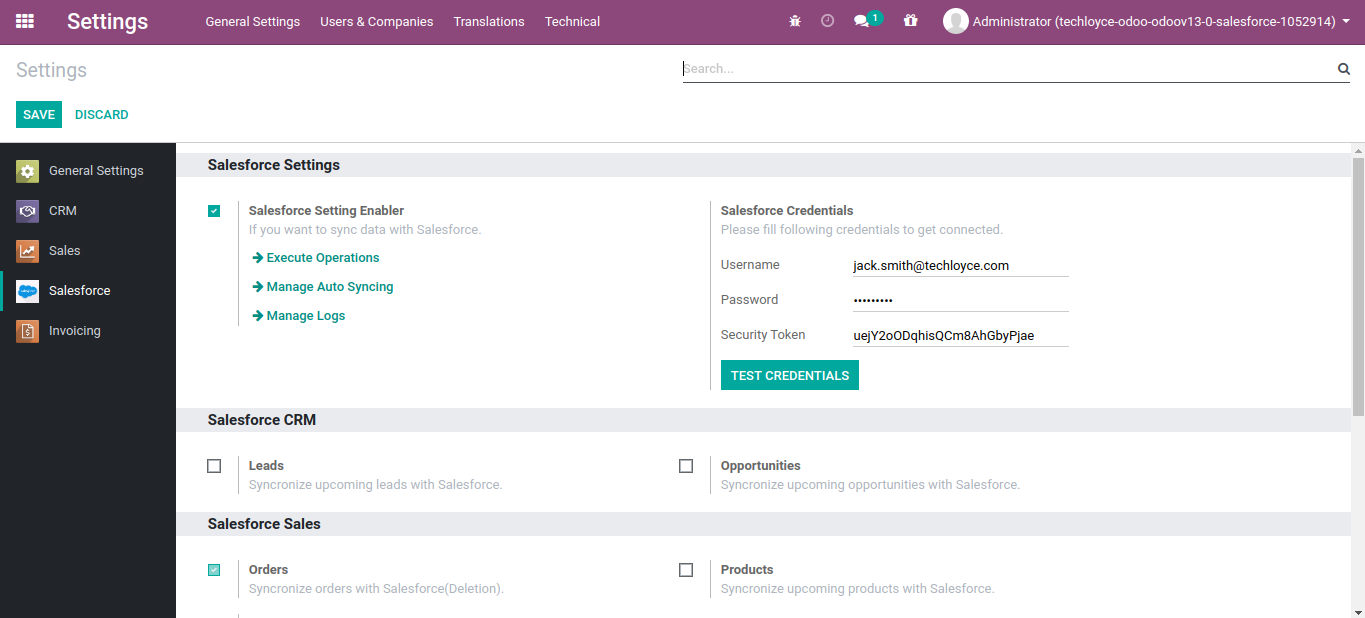 Settings General Settings Users & Companies Translations Technical 1 Administrator (techloyce-odoo-odoov13-0-salesforce-1052914)
Settings
Search...
SAVE DISCARD
General Settings
CRM
Sales
Salesforce
Invoicing
Salesforce Settings
Salesforce Setting Enabler
If you want to sync data with Salesforce.
Execute Operations
Manage Auto Syncing
Manage Logs
Salesforce Credentials
Please fill following credentials to get connected.
Username jack.smith@techloyce.com
Password •••••••••
Security Token uejY2oODqhisQCm8AhGbyPjae
TEST CREDENTIALS
Salesforce CRM
Leads
Syncronize upcoming leads with Salesforce.
Opportunities
Syncronize upcoming opportunities with Salesforce.
Salesforce Sales
Orders
Syncronize orders with Salesforce(Deletion).
Products
Syncronize upcoming products with Salesforce.